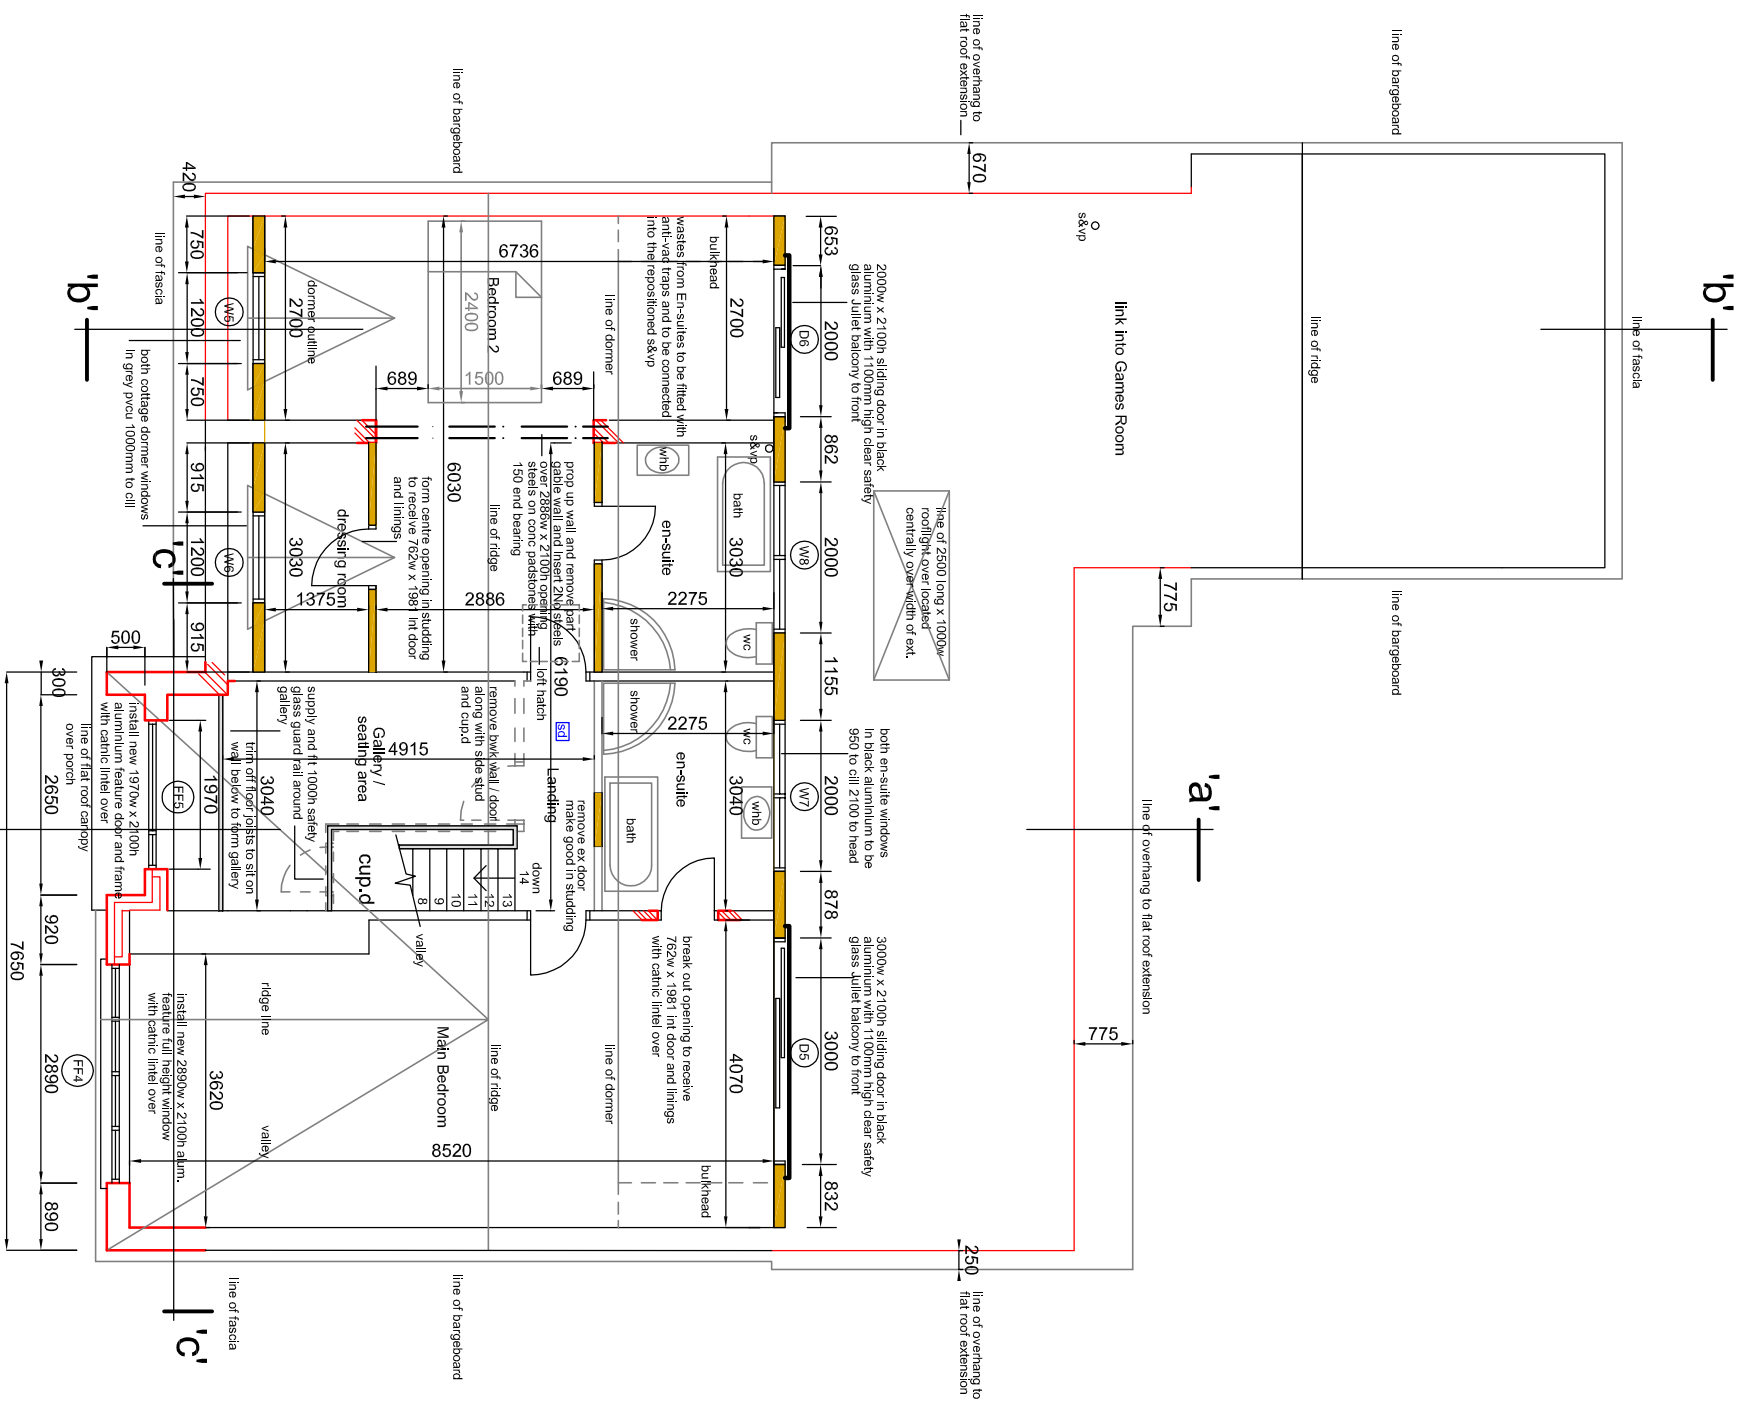 line of overhang to
flat roof extension
line of bargeboard
line of bargeboard
670
420
'b'
'b'
line of fascia
line of ridge
line of fascia
s&vp
link into Games Room
750
1200
750
W5
dormer outline
2700
6736
Bedroom 2
2400
1500
689
689
line of dormer
bulkhead
wastes from En-suites to be fitted with
anti-vac traps and to be connected
into the repositioned s&vp
2700
653
2000
D6
862
2000w x 2100h sliding door in black
aluminium with 1100mm high clear safety
glass Juliet balcony to front
both cottage dormer windows
in grey pvcu 1000mm to cill
915
1200
915
W6
'c'
3030
dressing room
1375
form centre opening in studding
to receive 762w x 1981 int door
and linings
6030
line of ridge
2886
prop up wall and remove part
gable wall and insert 2No steels
over 2886w x 2100h opening
steels on conc padstones with
150 end bearing
6190
loft hatch
en-suite
whb
bath
s&vp
3030
2275
shower
wc
2000
W8
1155
line of 2500 long x 1000w
rooflight over located
centrally over width of ext.
775
line of bargeboard
500
300
2650
920
2890
890
7650
install new 1970w x 2100h
aluminium feature door and frame
with catnic lintel over
line of flat roof canopy
over porch
FF5
1970
trim off floor joists to sit on
wall below to form gallery
3040
supply and fit 1000h safety
glass guard rail around
gallery
Gallery /
seating area
4915
remove bwk wall / door
along with side stud
and cup.d
sd
Landing
remove ex door
make good in studding
cup.d
down
14
13
12
11
10
9
8
valley
shower
2275
wc
en-suite
whb
bath
3040
2000
W7
878
both en-suite windows
in black aluminium to be
950 to cill 2100 to head
'a'
line of overhang to flat roof extension
775
install new 2890w x 2100h alum.
feature full height window
with catnic lintel over
FF4
3620
ridge line
valley
Main Bedroom
8520
line of ridge
line of dormer
break out opening to receive
762w x 1981 int door and linings
with catnic lintel over
4070
bulkhead
3000
D5
832
3000w x 2100h sliding door in black
aluminium with 1100mm high clear safety
glass Juliet balcony to front
250
'c'
line of fascia
line of bargeboard
line of overhang to
flat roof extension